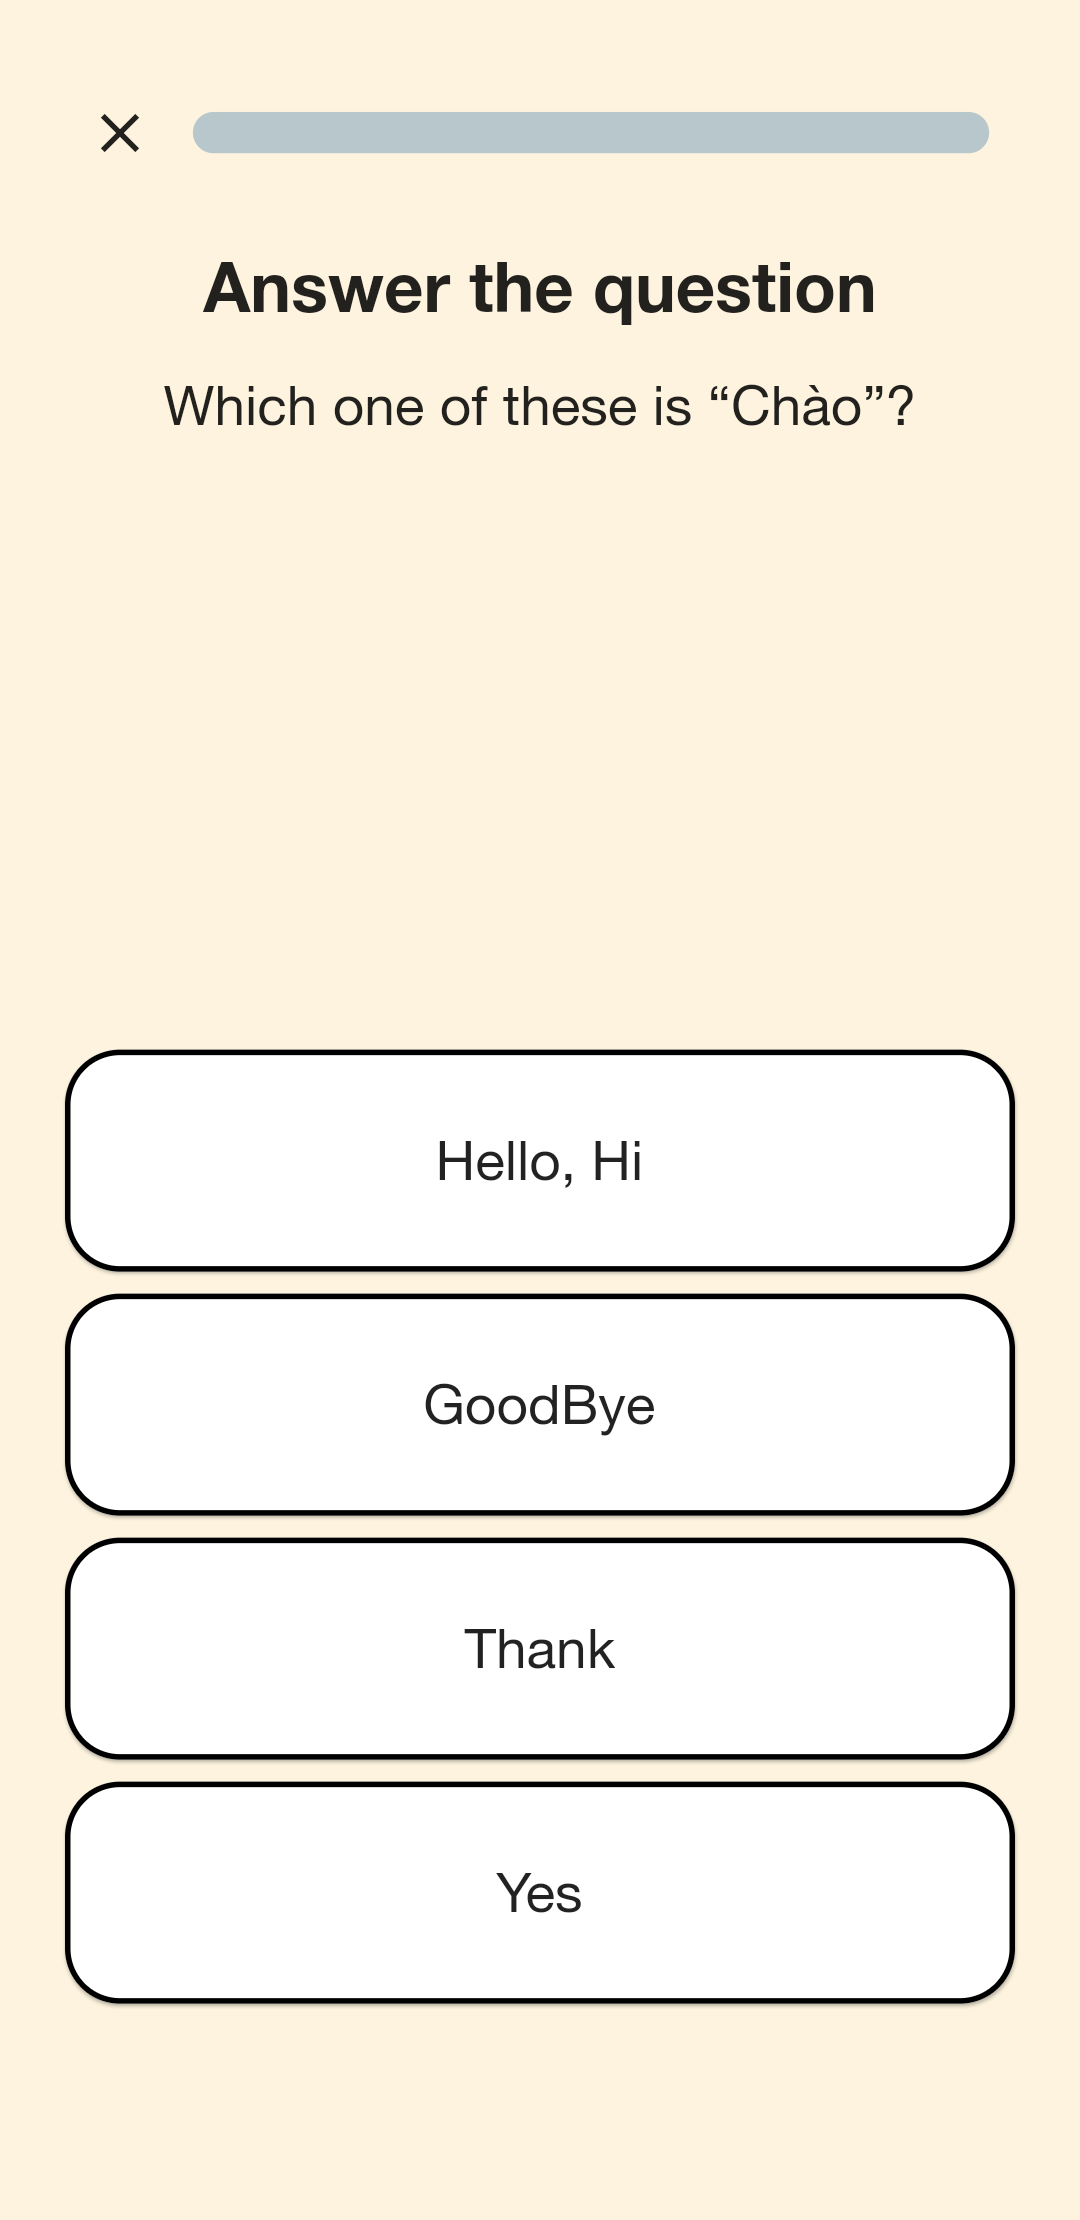 Answer the question
Which one of these is “Chào”?
Hello, Hi
GoodBye
Thank
Yes